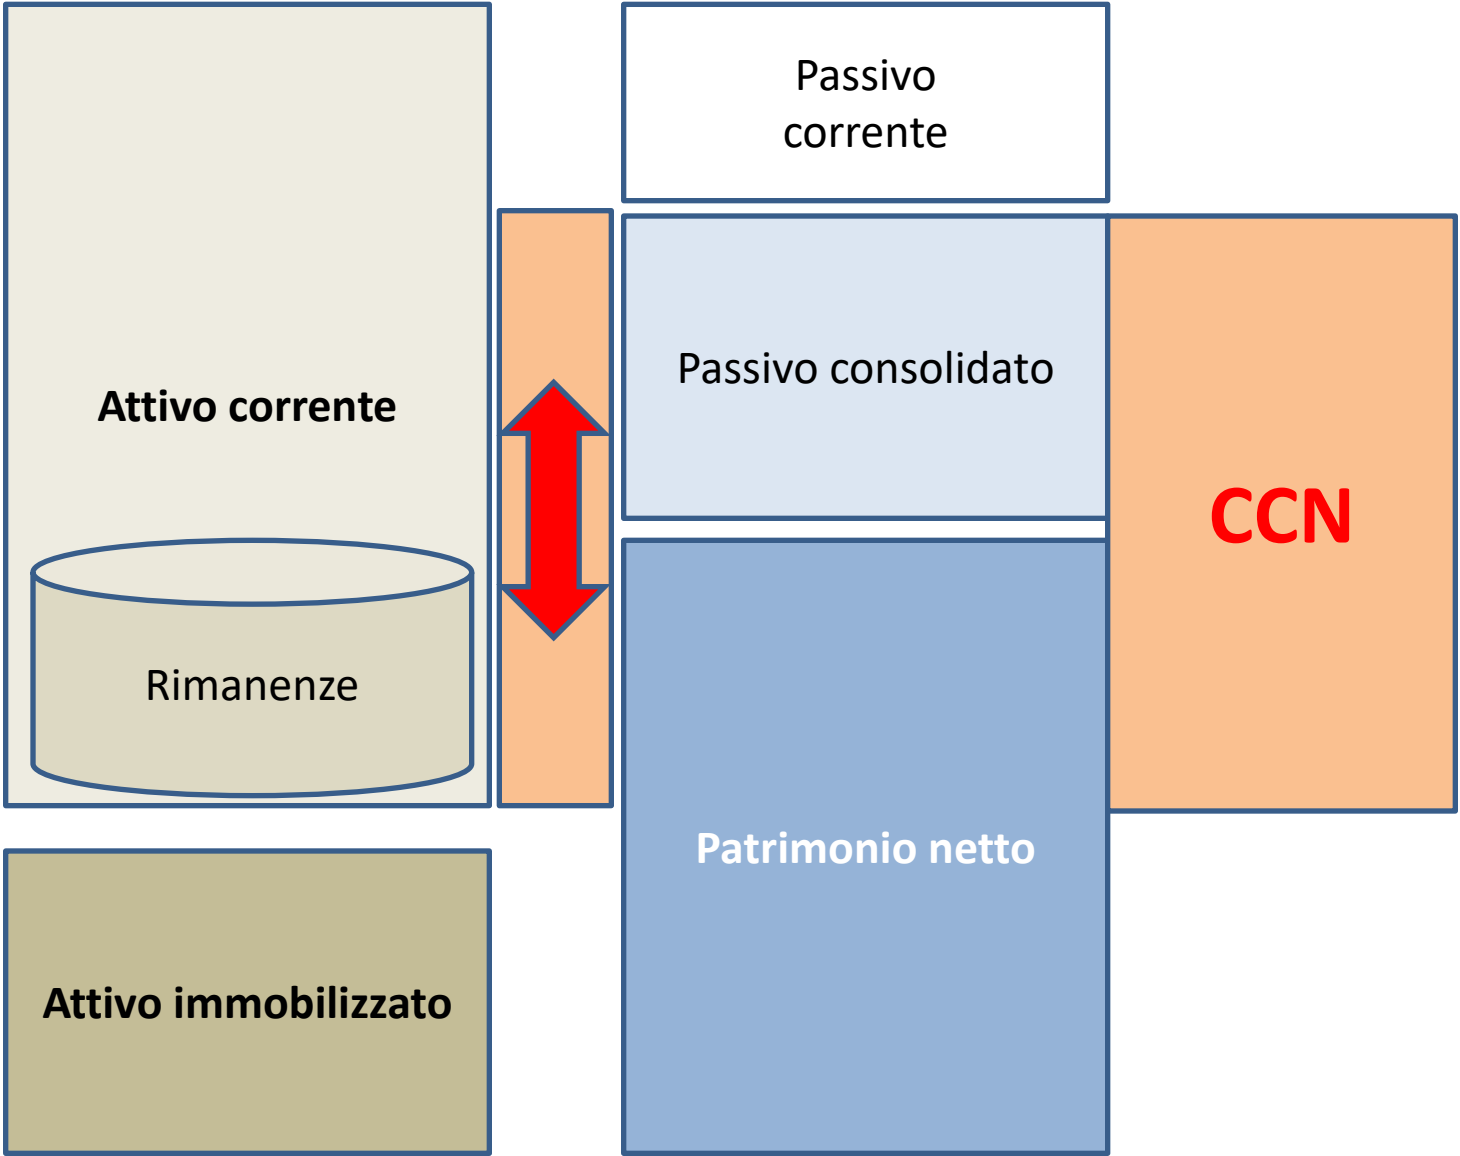 Passivo
corrente
Attivo corrente
Passivo consolidato
CCN
Rimanenze
Patrimonio netto
Attivo immobilizzato